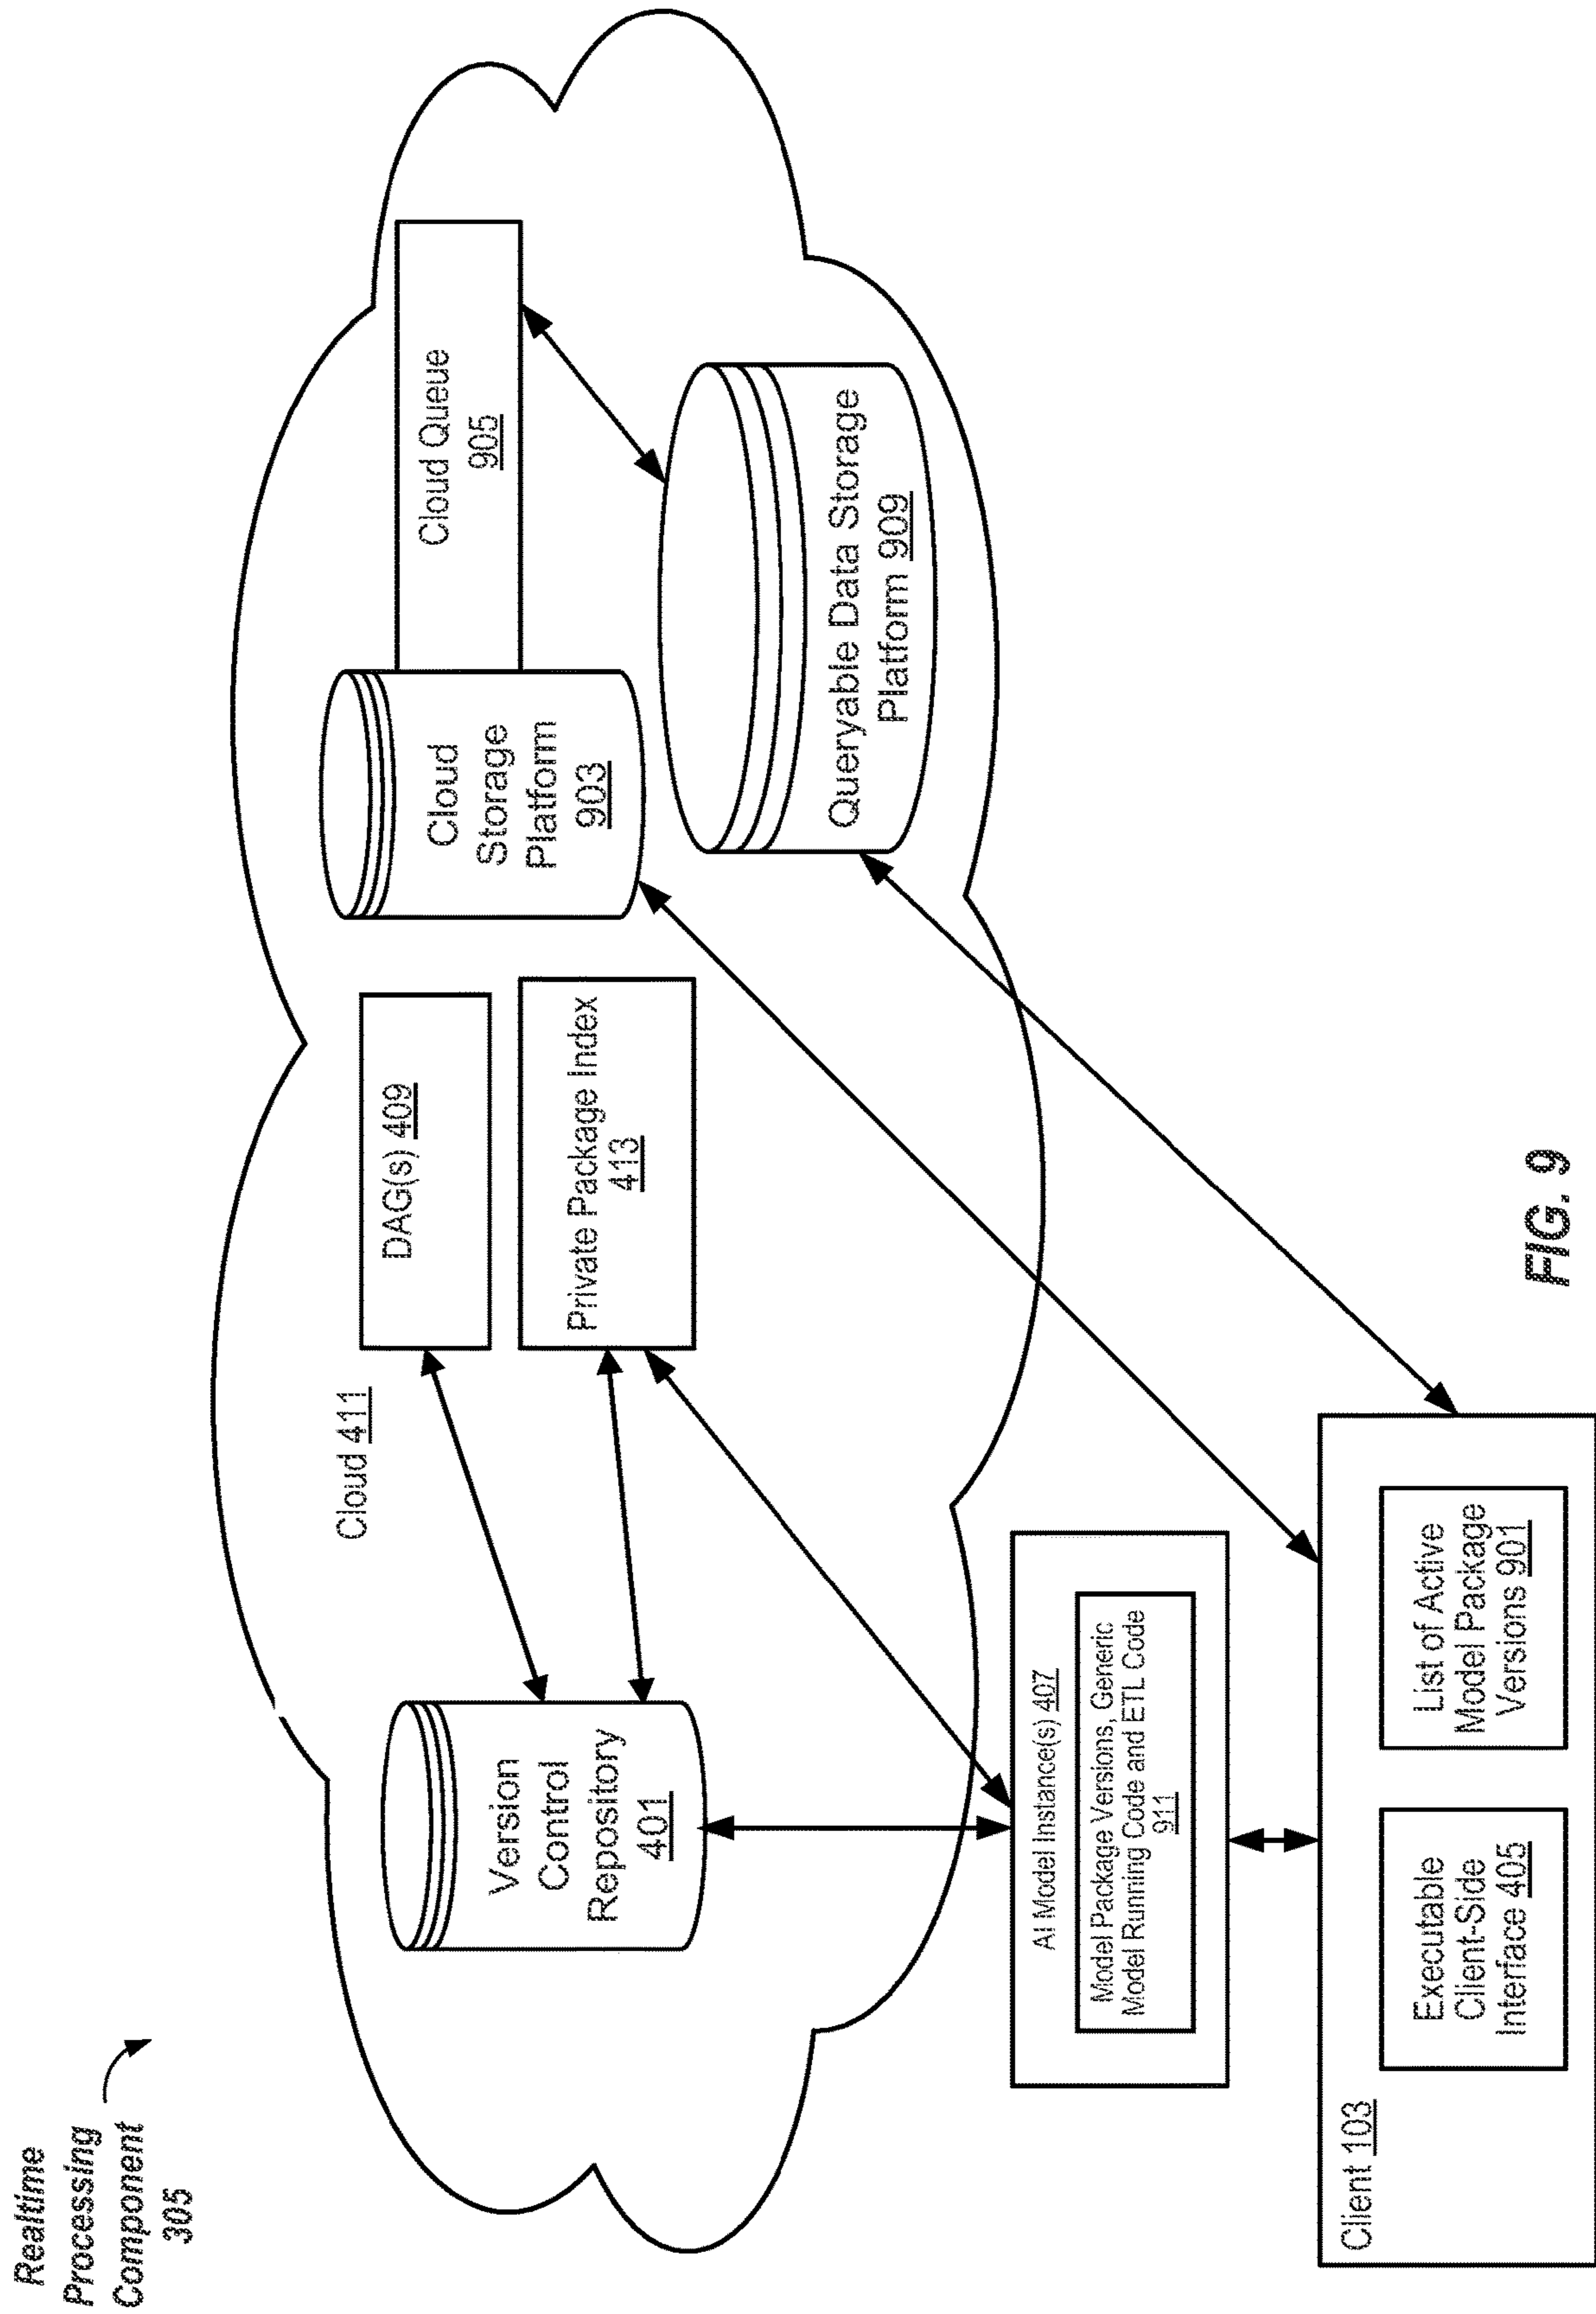 Realtime
Processing
Component
305
Cloud 411
Version
Control
Repository
401
DAG(s) 409
Private Package Index
413
Cloud
Storage
Platform
903
Cloud Queue
905
Queryable Data Storage
Platform 909
AI Model Instance(s) 407
Model Package Versions, Generic
Model Running Code and ETL Code
911
Client 103
Executable
Client-Side
Interface 405
List of Active
Model Package
Versions 901
FIG. 9